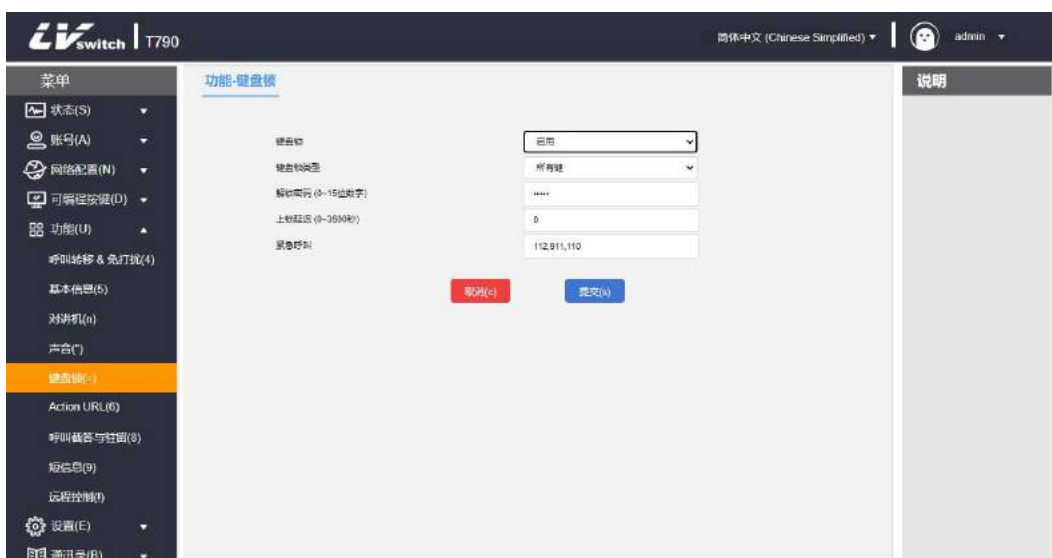 LVswitch T790
简体中文 (Chinese Simplified)
admin
菜单
状态(S)
账号(A)
网络配置(N)
可编程按键(D)
功能(U)
呼叫转移 & 免打扰(4)
基本信息(5)
对讲机(n)
声音(")
键盘锁(=)
Action URL(6)
呼叫截答与驻留(8)
短信息(9)
远程控制(f)
设置(E)
通讯录(B)
功能-键盘锁
键盘锁 启用
键盘锁类型 所有键
解锁密码 (0~15位数字) ······
上锁延迟 (0~3600秒) 0
紧急呼叫 112,911,110
取消(c) 提交(s)
说明